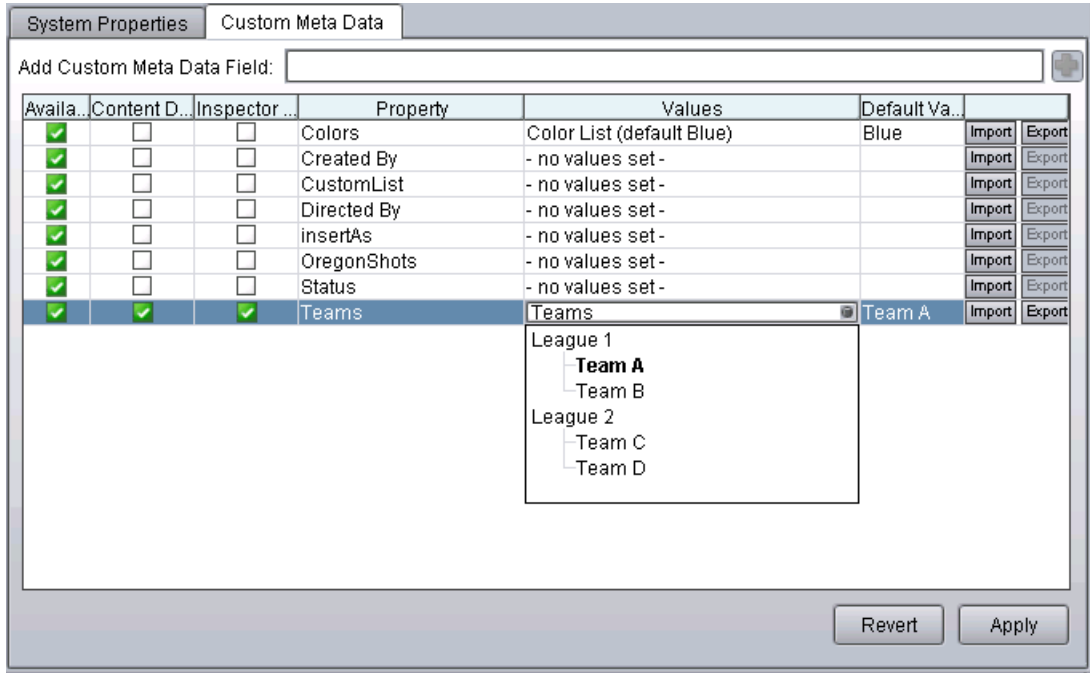 System Properties Custom Meta Data
Add Custom Meta Data Field:
Availa... Content D... Inspector ... Property Values Default Va...
Colors Color List (default Blue) Blue Import Export
Created By - no values set - Import Export
CustomList - no values set - Import Export
Directed By - no values set - Import Export
insertAs - no values set - Import Export
OregonShots - no values set - Import Export
Status - no values set - Import Export
Teams Teams Team A Import Export
League 1
Team A
Team B
League 2
Team C
Team D
Revert Apply